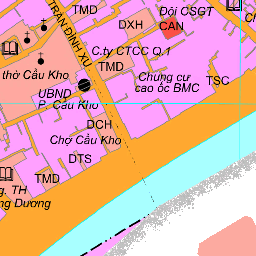 TMD
TRẦN ĐÌNH XU
DXH
Đội CSGT
CAN
C.ty CTCC Q.1
TMD
thờ Cầu Kho
Chung cư
cao ốc BMC
TSC
UBND
P. Cầu Kho
DCH
Chợ Cầu Kho
DTS
TMD
g. TH
ng Dương
TMD